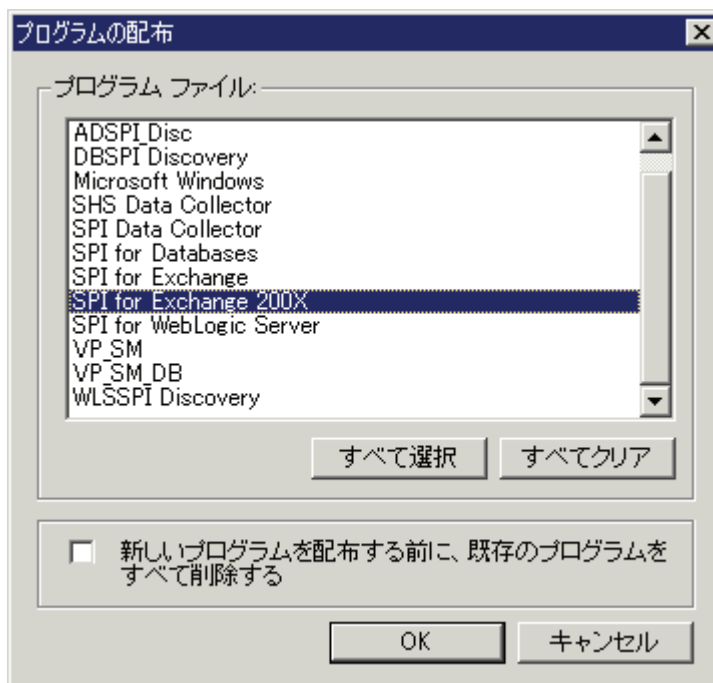 プログラムの配布
プログラム ファイル:
ADSPI_Disc
DBSPI Discovery
Microsoft Windows
SHS Data Collector
SPI Data Collector
SPI for Databases
SPI for Exchange
SPI for Exchange 200X
SPI for WebLogic Server
VP_SM
VP_SM_DB
WLSSPI Discovery
すべて選択
すべてクリア
新しいプログラムを配布する前に、既存のプログラムを
すべて削除する
OK
キャンセル